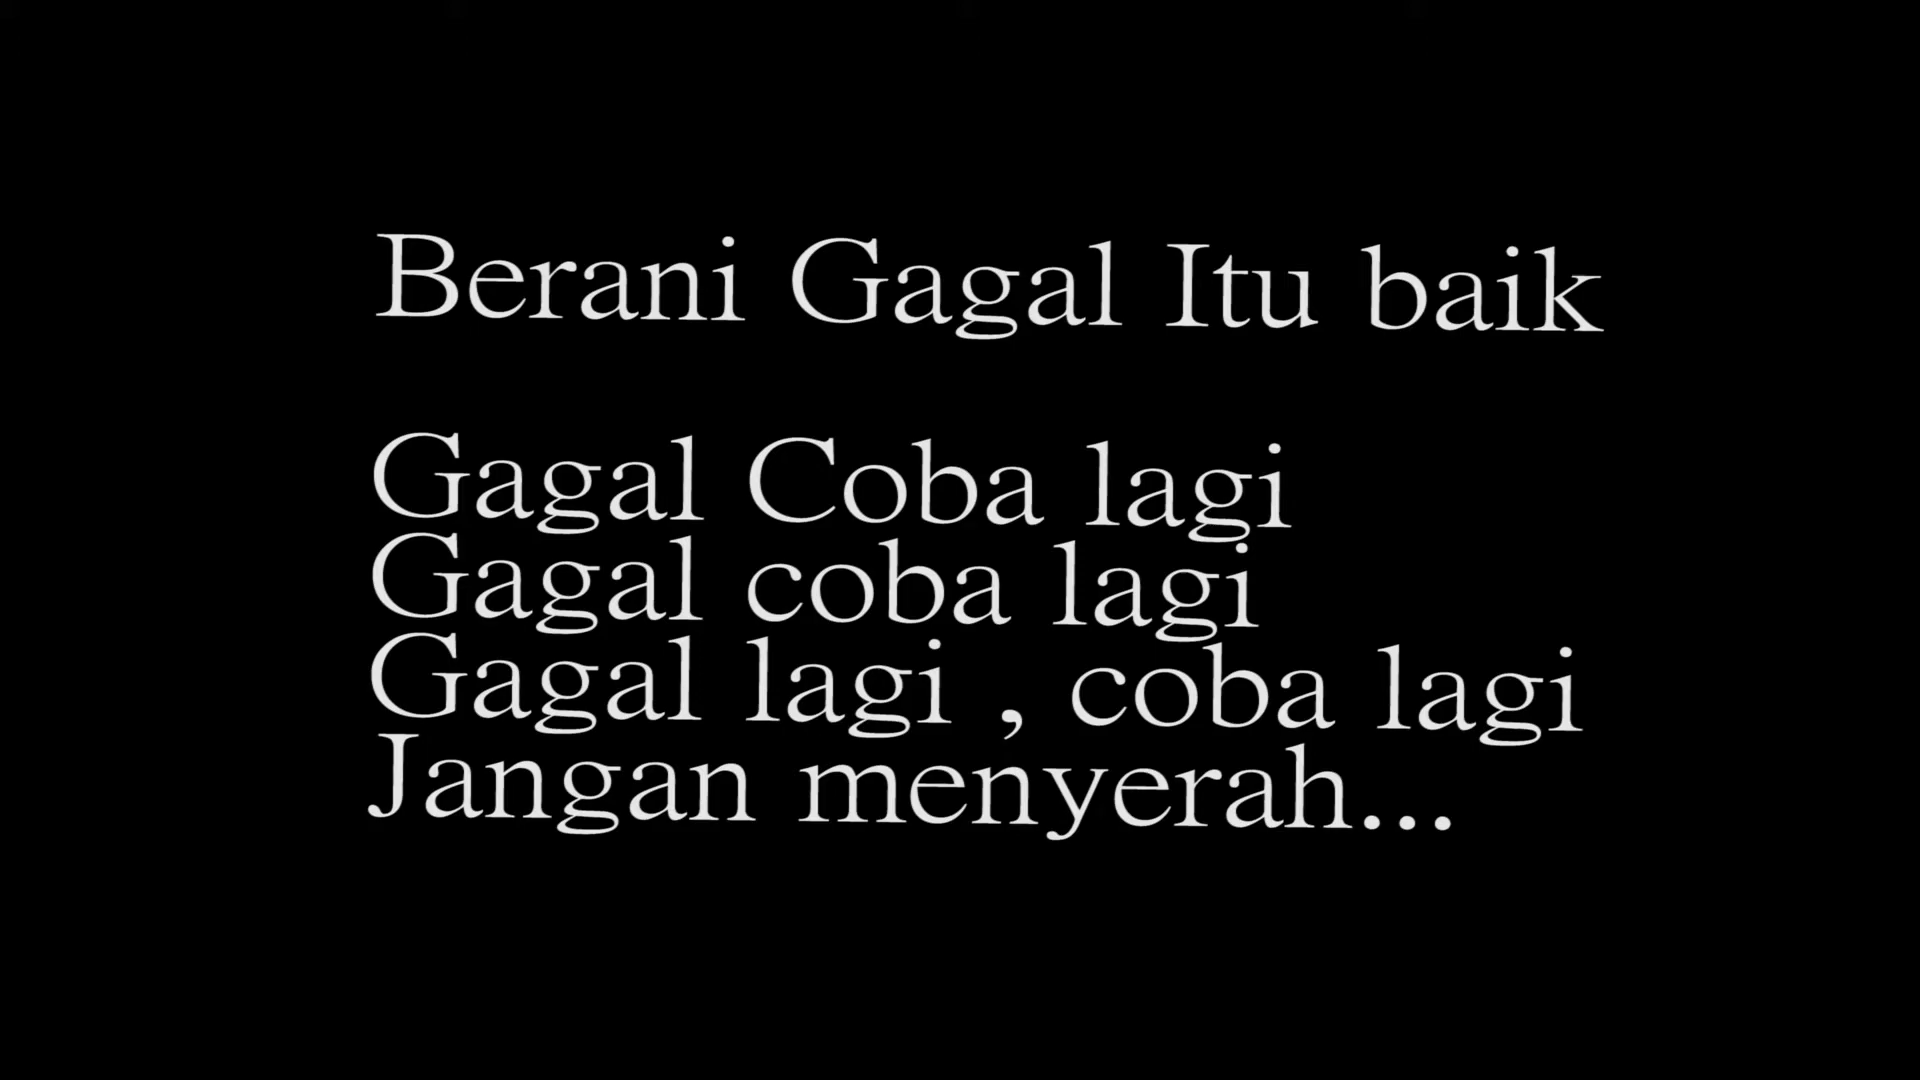 Berani Gagal Itu baik
Gagal Coba lagi
Gagal coba lagi
Gagal lagi , coba lagi
Jangan menyerah...